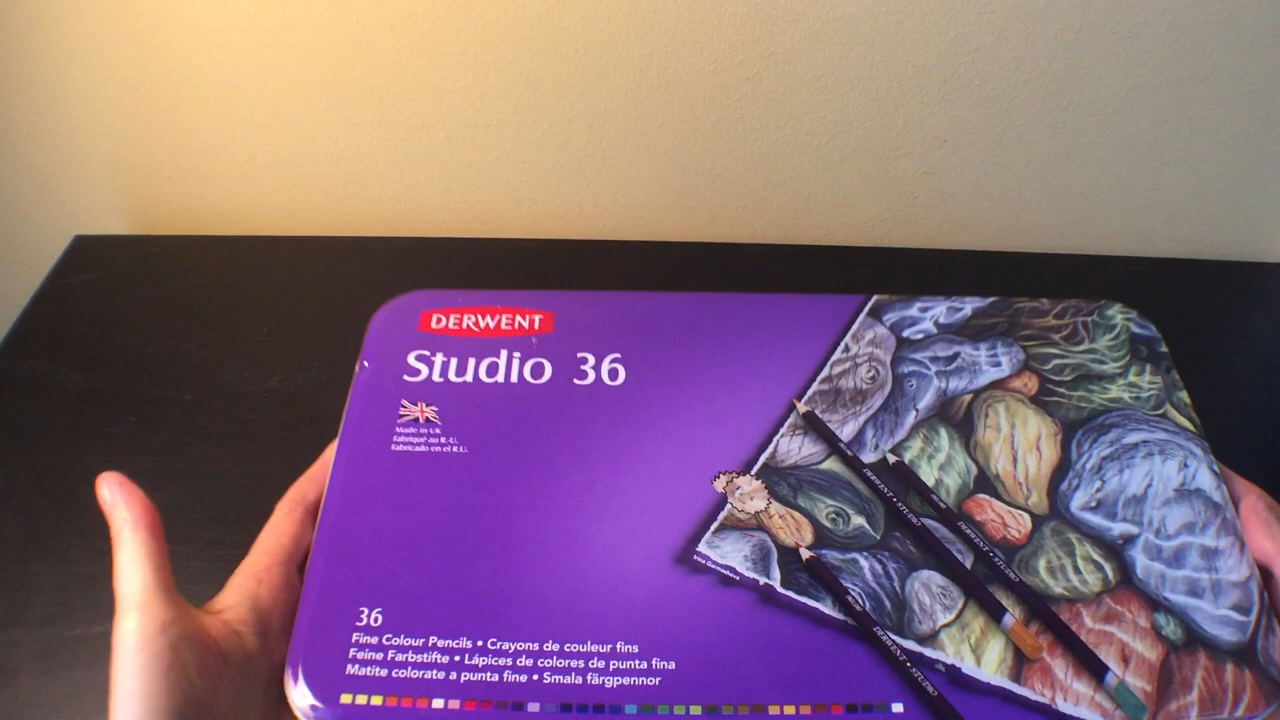 DERWENT
Studio 36
Made in UK
Fabriqué au R.-U.
Fabricado en el R.U.
36
Fine Colour Pencils • Crayons de couleur fins
Feine Farbstifte • Lápices de colores de punta fina
Matite colorate a punta fine • Smala färgpennor
Irina Garmashova
DERWENT • STUDIO
DERWENT • STUDIO
DERWENT • STUDIO